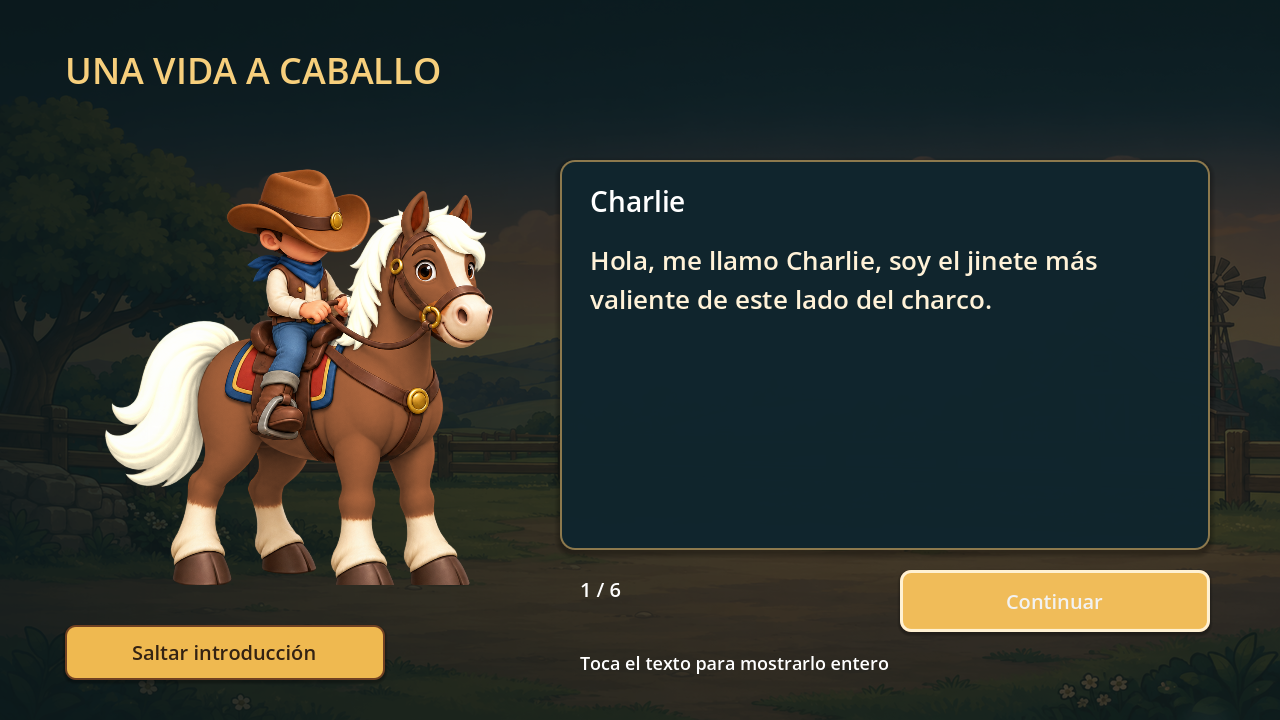 UNA VIDA A CABALLO
Charlie
Hola, me llamo Charlie, soy el jinete más
valiente de este lado del charco.
1 / 6
Continuar
Saltar introducción
Toca el texto para mostrarlo entero